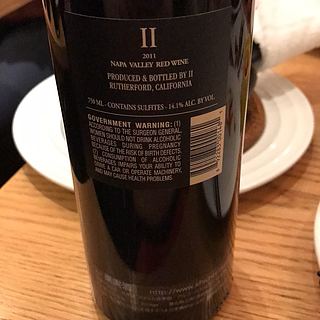 II
2011
NAPA VALLEY RED WINE
PRODUCED & BOTTLED BY II
RUTHERFORD, CALIFORNIA
750 ML - CONTAINS SULFITES - 14.1% ALC. BY VOL.
GOVERNMENT WARNING: (1)
ACCORDING TO THE SURGEON GENERAL,
WOMEN SHOULD NOT DRINK ALCOHOLIC
BEVERAGES DURING PREGNANCY
BECAUSE OF THE RISK OF BIRTH DEFECTS.
(2) CONSUMPTION OF ALCOHOLIC
BEVERAGES IMPAIRS YOUR ABILITY TO
DRIVE A CAR OR OPERATE MACHINERY,
AND MAY CAUSE HEALTH PROBLEMS.